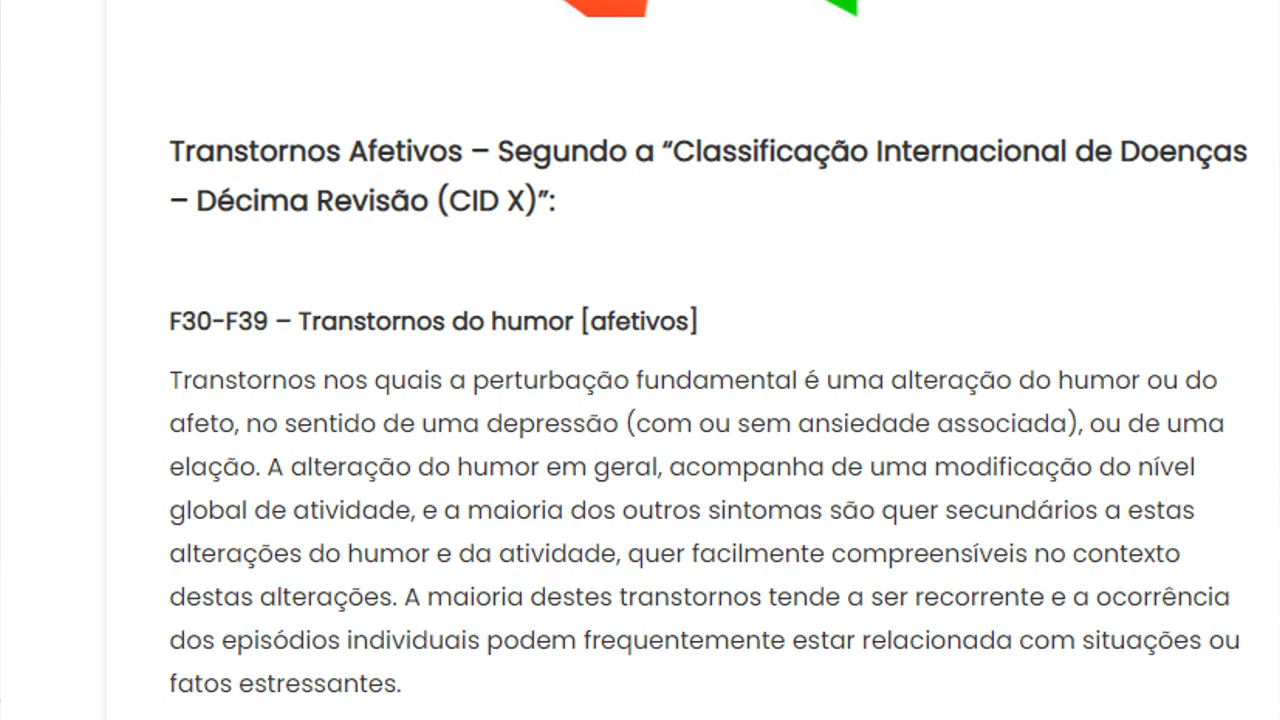 Transtornos Afetivos – Segundo a “Classificação Internacional de Doenças
– Décima Revisão (CID X)”:
F30-F39 – Transtornos do humor [afetivos]
Transtornos nos quais a perturbação fundamental é uma alteração do humor ou do
afeto, no sentido de uma depressão (com ou sem ansiedade associada), ou de uma
elação. A alteração do humor em geral, acompanha de uma modificação do nível
global de atividade, e a maioria dos outros sintomas são quer secundários a estas
alterações do humor e da atividade, quer facilmente compreensíveis no contexto
destas alterações. A maioria destes transtornos tende a ser recorrente e a ocorrência
dos episódios individuais podem frequentemente estar relacionada com situações ou
fatos estressantes.